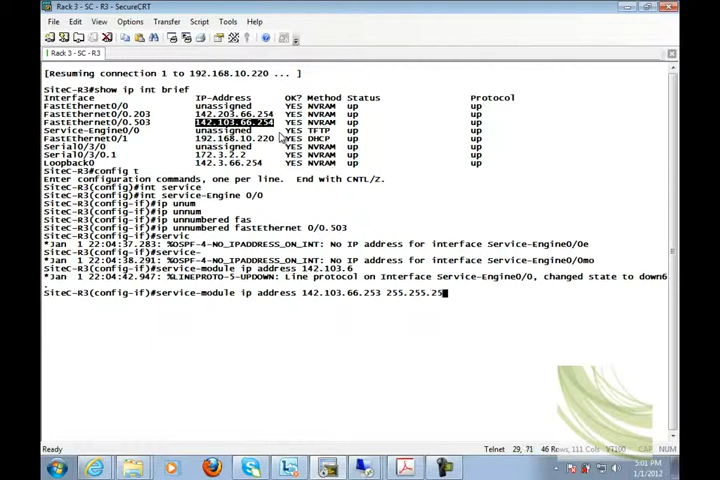 Rack 3 - SC - R3 - SecureCRT
File Edit View Options Transfer Script Tools Help
Rack 3 - SC - R3
[Resuming connection 1 to 192.168.10.220 ... ]
SiteC-R3#show ip int brief
Interface IP-Address OK? Method Status Protocol
FastEthernet0/0 unassigned YES NVRAM up up
FastEthernet0/0.203 142.203.66.254 YES NVRAM up up
FastEthernet0/0.503 142.103.66.254 YES NVRAM up up
Service-Engine0/0 unassigned YES TFTP up up
FastEthernet0/1 192.168.10.220 YES DHCP up up
Serial0/3/0 unassigned YES NVRAM up up
Serial0/3/0.1 172.3.2.2 YES NVRAM up up
Loopback0 142.3.66.254 YES NVRAM up up
SiteC-R3#config t
Enter configuration commands, one per line. End with CNTL/Z.
SiteC-R3(config)#int service
SiteC-R3(config)#int service-Engine 0/0
SiteC-R3(config-if)#ip unum
SiteC-R3(config-if)#ip unnum
SiteC-R3(config-if)#ip unnumbered fas
SiteC-R3(config-if)#ip unnumbered fastEthernet 0/0.503
SiteC-R3(config-if)#servic
*Jan 1 22:04:37.283: %OSPF-4-NO_IPADDRESS_ON_INT: No IP address for interface Service-Engine0/0e
SiteC-R3(config-if)#service-
*Jan 1 22:04:38.291: %OSPF-4-NO_IPADDRESS_ON_INT: No IP address for interface Service-Engine0/0mo
SiteC-R3(config-if)#service-module ip address 142.103.6
*Jan 1 22:04:42.947: %LINEPROTO-5-UPDOWN: Line protocol on Interface Service-Engine0/0, changed state to down6
.
SiteC-R3(config-if)#service-module ip address 142.103.66.253 255.255.25
Ready Telnet 29, 71 46 Rows, 111 Cols VT100 CAP NUM
5:01 PM
1/1/2012